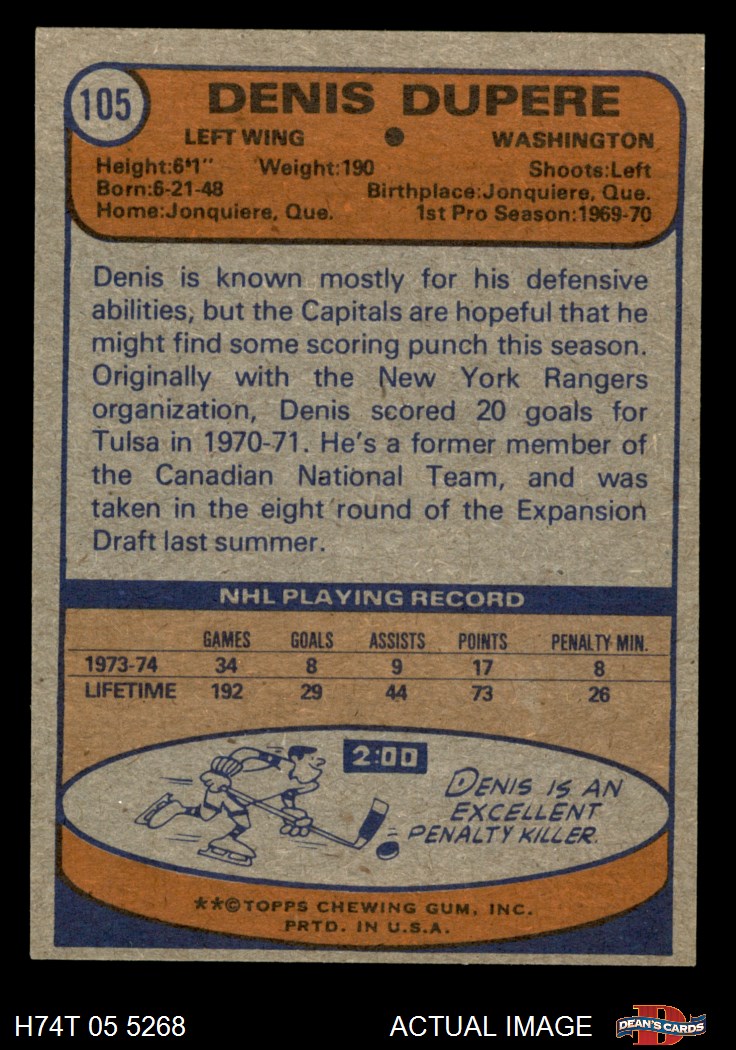 105
DENIS DUPERE
LEFT WING ● WASHINGTON
Height:6'1" Weight:190 Shoots:Left
Born:6-21-48 Birthplace:Jonquiere, Que.
Home:Jonquiere, Que. 1st Pro Season:1969-70
Denis is known mostly for his defensive
abilities, but the Capitals are hopeful that he
might find some scoring punch this season.
Originally with the New York Rangers
organization, Denis scored 20 goals for
Tulsa in 1970-71. He's a former member of
the Canadian National Team, and was
taken in the eight round of the Expansion
Draft last summer.
NHL PLAYING RECORD
GAMES GOALS ASSISTS POINTS PENALTY MIN.
1973-74 34 8 9 17 8
LIFETIME 192 29 44 73 26
2:00
DENIS IS AN
EXCELLENT
PENALTY KILLER.
**©TOPPS CHEWING GUM, INC.
PRTD. IN U.S.A.
H74T 05 5268 ACTUAL IMAGE
D
DEAN'S CARDS